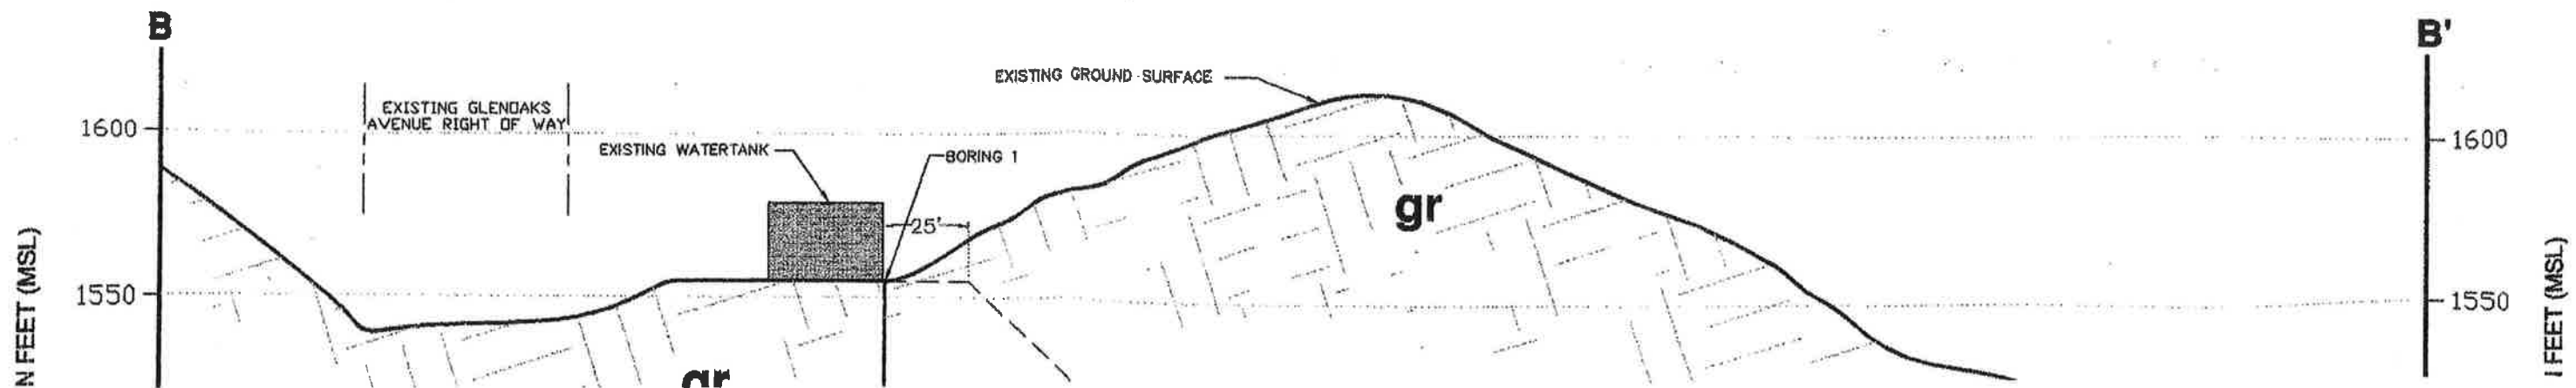 B
B'
EXISTING GROUND SURFACE
EXISTING GLENOAKS
AVENUE RIGHT OF WAY
1600
1600
EXISTING WATERTANK
BORING 1
gr
25'
1550
1550
N FEET (MSL)
FEET (MSL)
gr